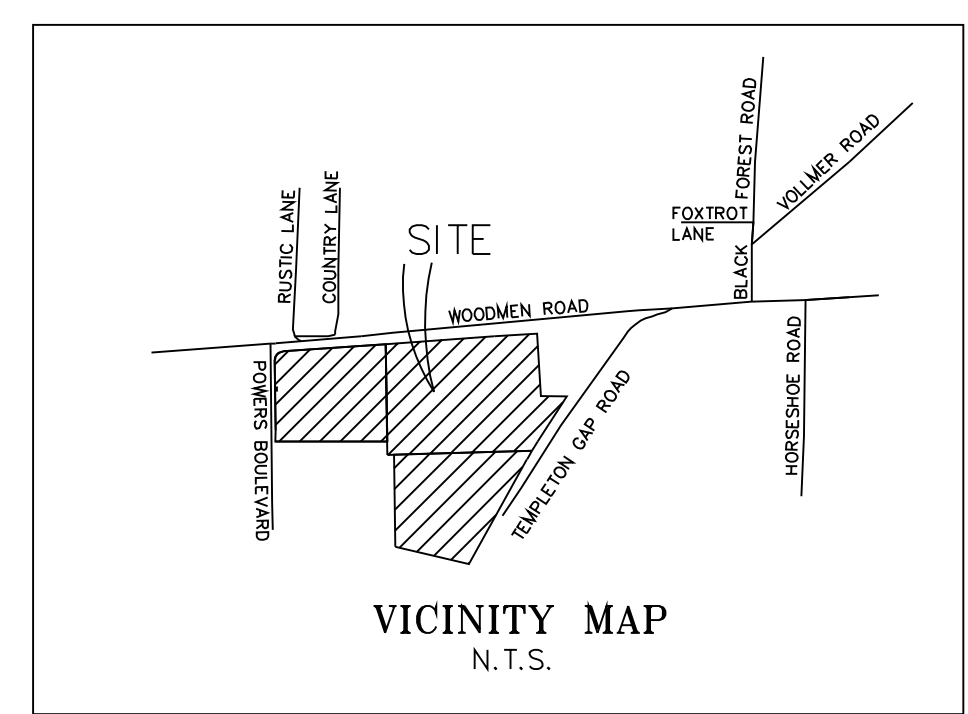 BLACK FOREST ROAD
VOLLMER ROAD
RUSTIC LANE
COUNTRY LANE
FOXTROT
LANE
SITE
WOODMEN ROAD
POWERS BOULEVARD
TEMPLETON GAP ROAD
HORSESHOE ROAD
VICINITY MAP
N.T.S.